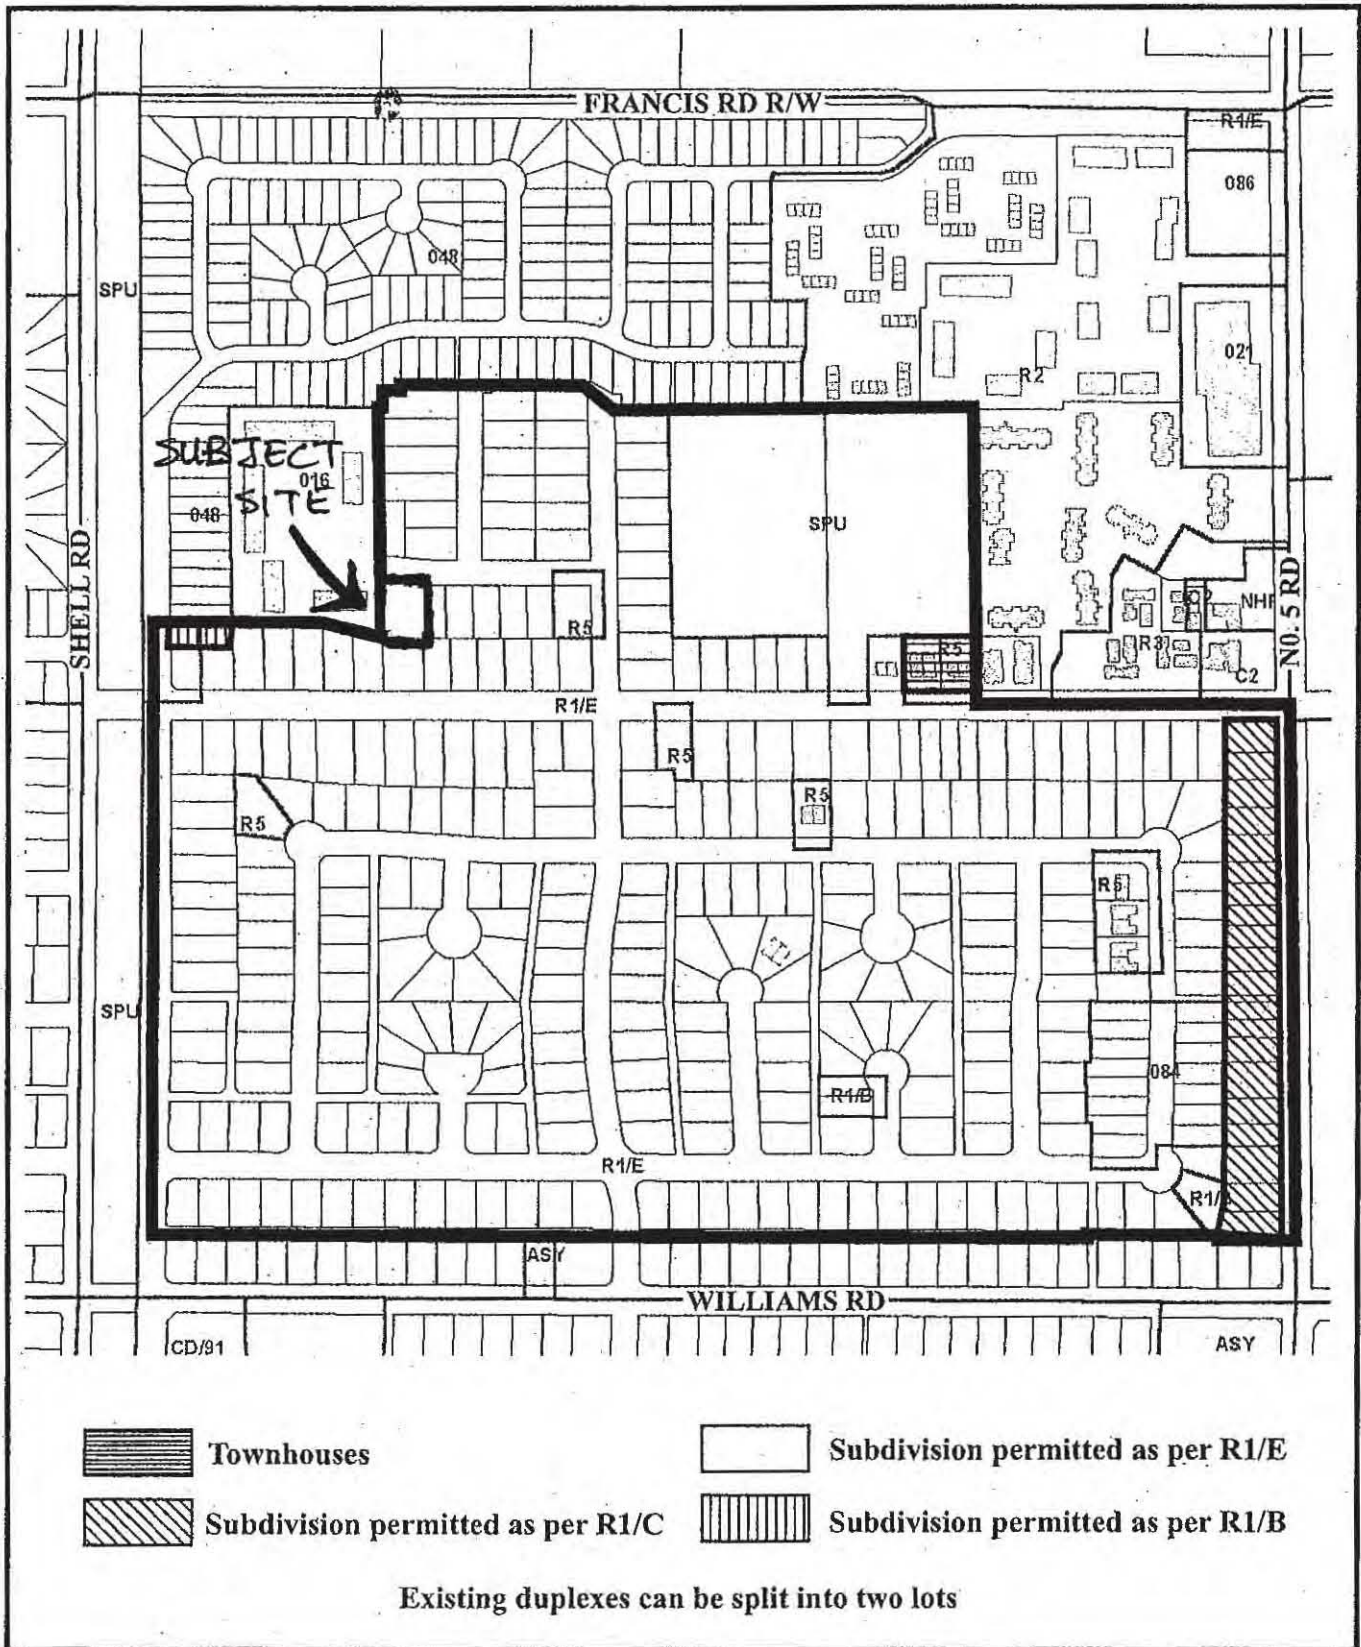 FRANCIS RD R/W
R1/E
086
048
SPU
021
R2
SUBJECT
SITE
016
048
SPU
SHELL RD
NO. 5 RD
R5
R5
R3
C2
R1/E
R5
R5
R5
R5
SPU
084
R1/B
R1/E
ASY
WILLIAMS RD
CD/91
ASY
Townhouses
Subdivision permitted as per R1/E
Subdivision permitted as per R1/C
Subdivision permitted as per R1/B
Existing duplexes can be split into two lots